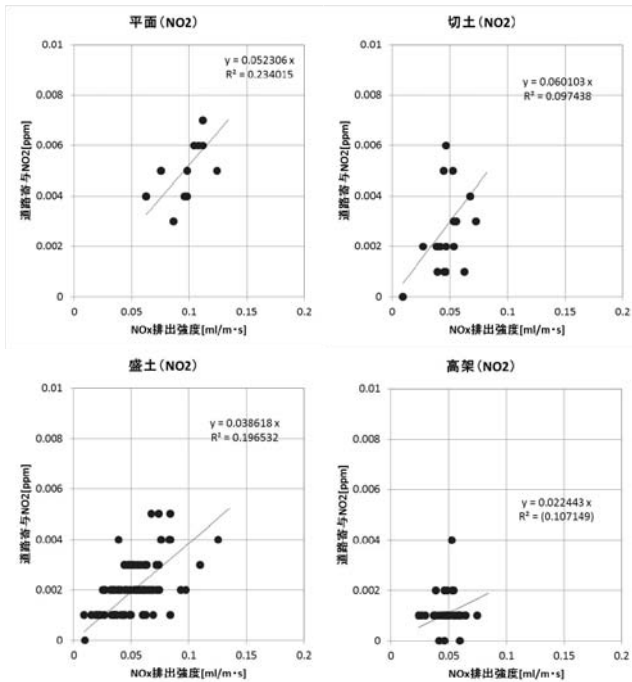 平面(NO2)
0.01
0.008
0.006
0.004
0.002
0
y = 0.052306 x
R² = 0.234015
道路寄与NO2[ppm]
0 0.05 0.1 0.15 0.2
NOx排出強度[ml/m・s]
切土(NO2)
0.01
0.008
0.006
0.004
0.002
0
y = 0.060103 x
R² = 0.097438
道路寄与NO2[ppm]
0 0.05 0.1 0.15 0.2
NOx排出強度[ml/m・s]
盛土(NO2)
0.01
0.008
0.006
0.004
0.002
0
y = 0.038618 x
R² = 0.196532
道路寄与NO2[ppm]
0 0.05 0.1 0.15 0.2
NOx排出強度[ml/m・s]
高架(NO2)
0.01
0.008
0.006
0.004
0.002
0
y = 0.022443 x
R² = (0.107149)
道路寄与NO2[ppm]
0 0.05 0.1 0.15 0.2
NOx排出強度[ml/m・s]